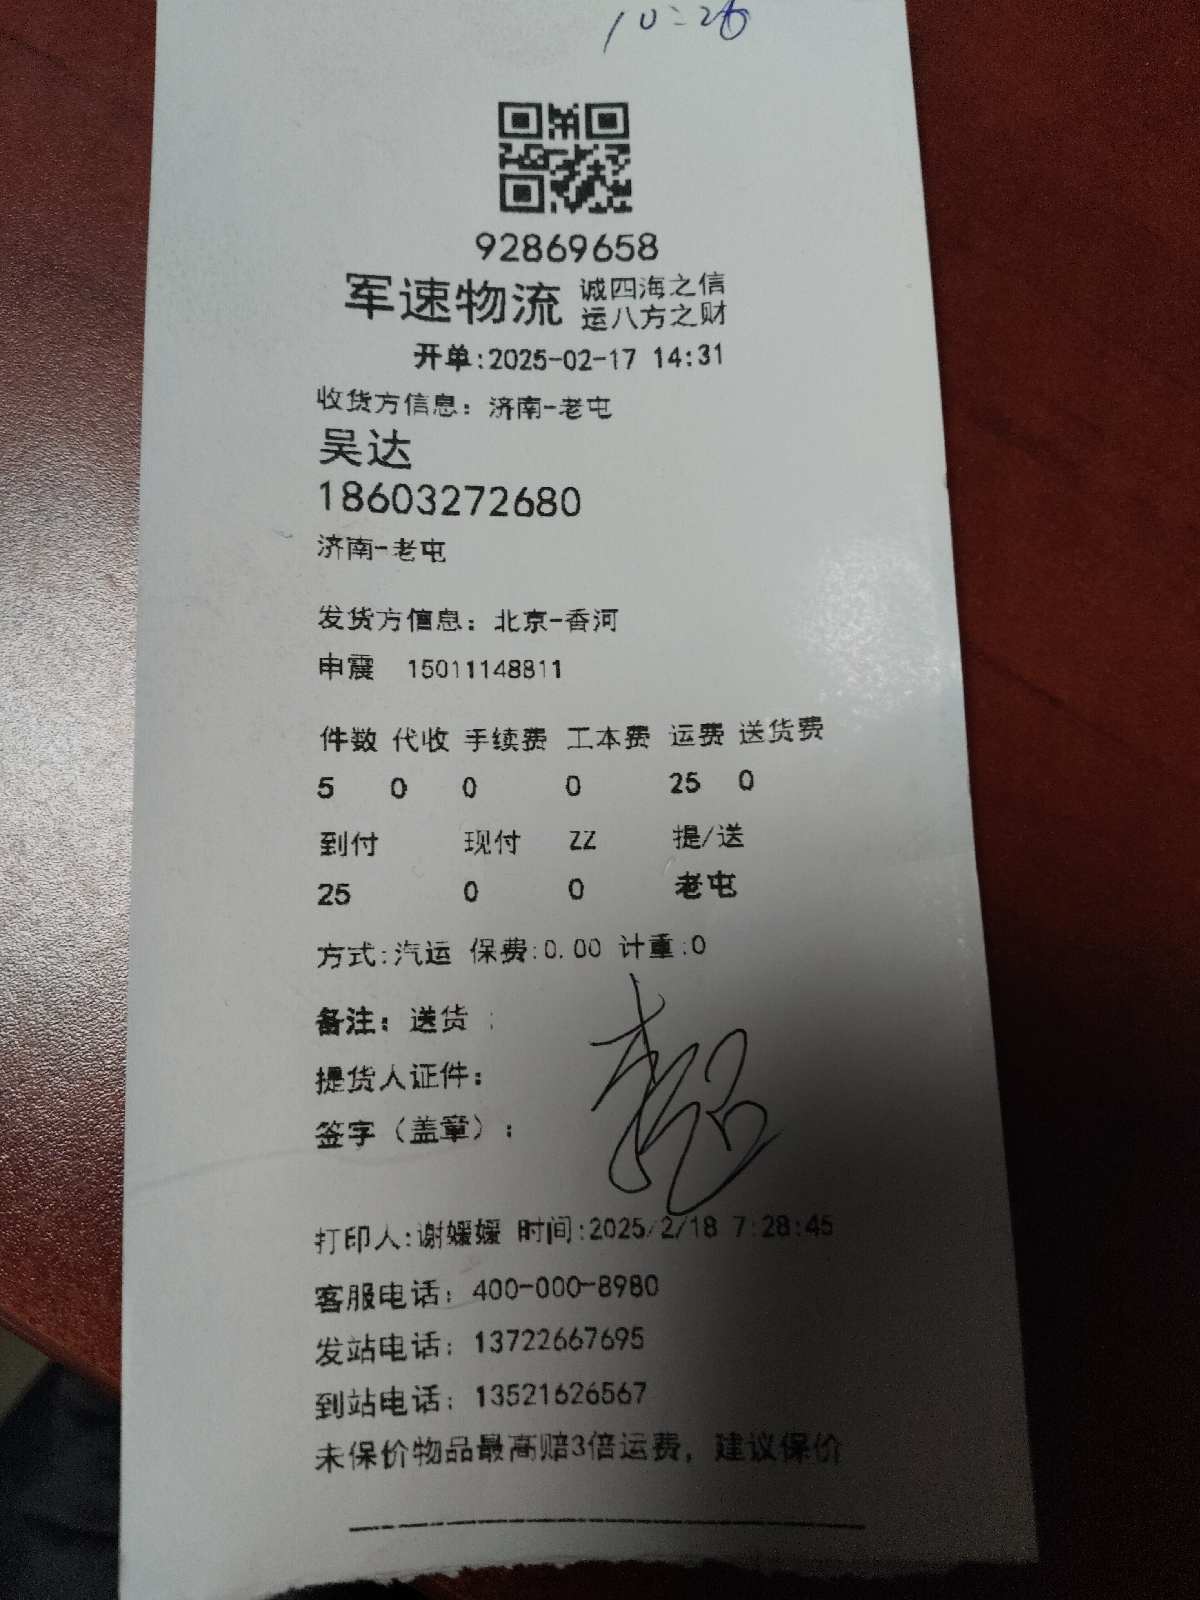 10:26
92869658
军速物流 诚四海之信
运八方之财
开单:2025-02-17 14:31
收货方信息: 济南-老屯
吴达
18603272680
济南-老屯
发货方信息: 北京-香河
申震 15011148811
件数 代收 手续费 工本费 运费 送货费
5 0 0 0 25 0
到付 现付 ZZ 提/送
25 0 0 老屯
方式:汽运 保费:0.00 计重:0
备注: 送货 :
提货人证件:
签字（盖章）:
打印人:谢媛媛 时间:2025/2/18 7:28:45
客服电话: 400-000-8980
发站电话: 13722667695
到站电话: 13521626567
未保价物品最高赔3倍运费, 建议保价